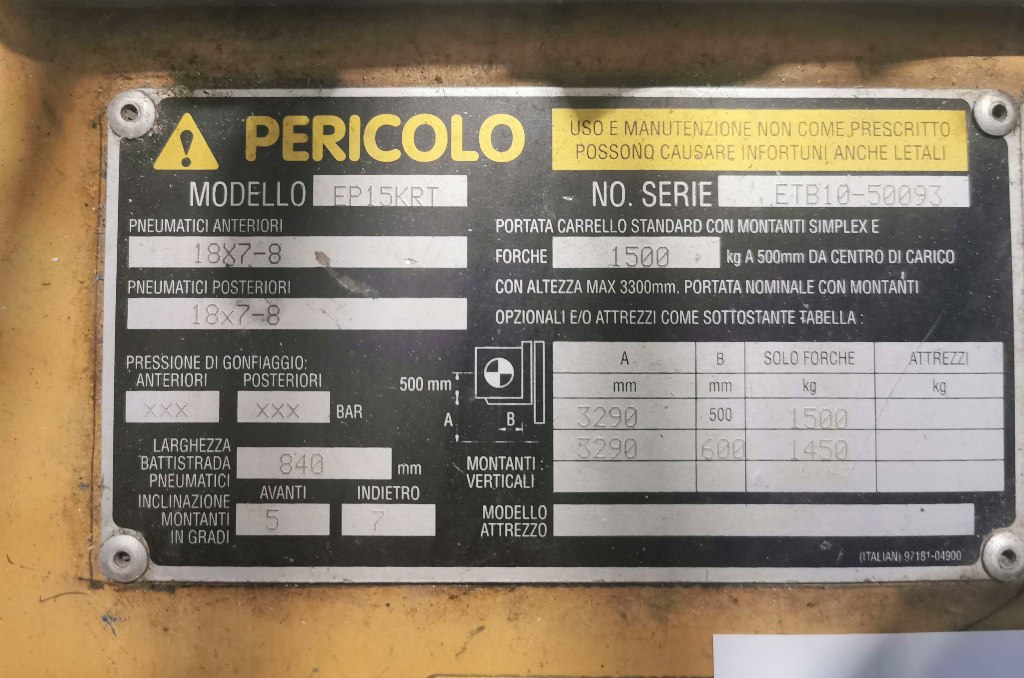 PERICOLO
USO E MANUTENZIONE NON COME PRESCRITTO
POSSONO CAUSARE INFORTUNI ANCHE LETALI
MODELLO EP15KRT
NO. SERIE ETB10-50093
PNEUMATICI ANTERIORI
18X7-8
PNEUMATICI POSTERIORI
18x7-8
PRESSIONE DI GONFIAGGIO:
ANTERIORI POSTERIORI
XXX XXX BAR
LARGHEZZA
BATTISTRADA 840 mm
PNEUMATICI
INCLINAZIONE AVANTI INDIETRO
MONTANTI 5 7
IN GRADI
PORTATA CARRELLO STANDARD CON MONTANTI SIMPLEX E
FORCHE 1500 kg A 500mm DA CENTRO DI CARICO
CON ALTEZZA MAX 3300mm. PORTATA NOMINALE CON MONTANTI
OPZIONALI E/O ATTREZZI COME SOTTOSTANTE TABELLA :
500 mm
A
B
MONTANTI :
VERTICALI
A B SOLO FORCHE ATTREZZI
mm mm kg kg
3290 500 1500
3290 600 1450
MODELLO
ATTREZZO
(ITALIAN) 97181-04900